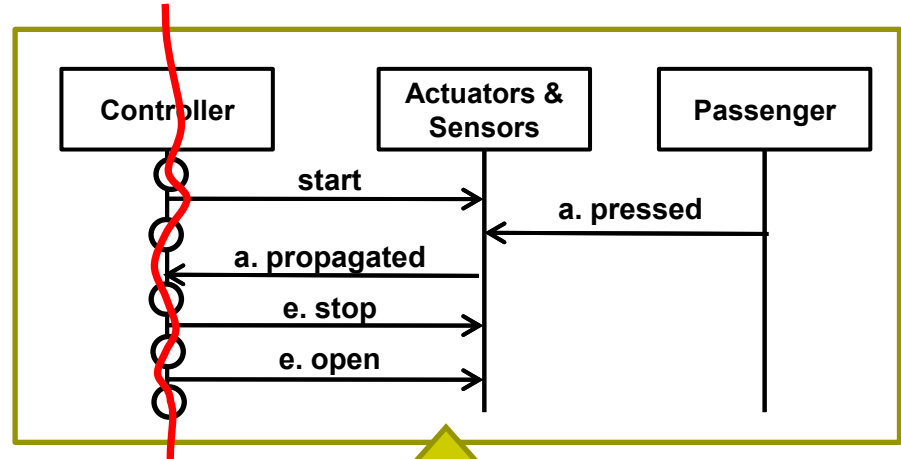 Controller
Actuators &
Sensors
Passenger
start
a. pressed
a. propagated
e. stop
e. open